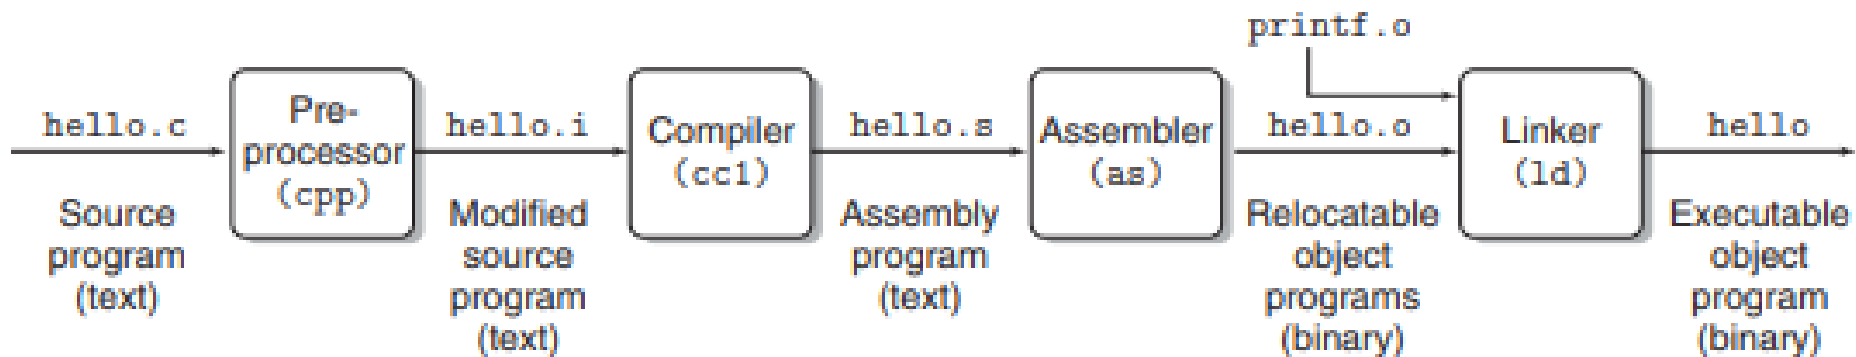 printf.o
hello.c
Pre-
processor
(cpp)
hello.i
Compiler
(cc1)
hello.s
Assembler
(as)
hello.o
Linker
(ld)
hello
Source
program
(text)
Modified
source
program
(text)
Assembly
program
(text)
Relocatable
object
programs
(binary)
Executable
object
program
(binary)